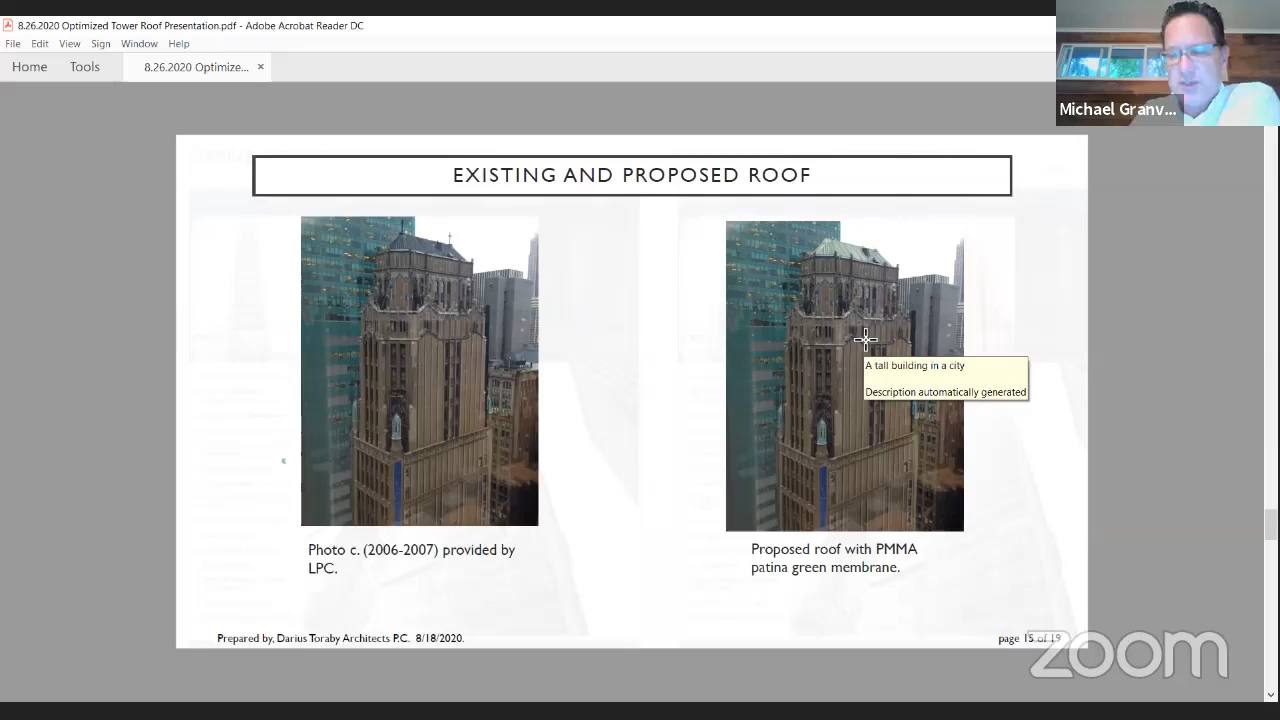 8.26.2020 Optimized Tower Roof Presentation.pdf - Adobe Acrobat Reader DC
File Edit View Sign Window Help
Home Tools 8.26.2020 Optimize... ×
Michael Granv...
EXISTING AND PROPOSED ROOF
A tall building in a city
Description automatically generated
Photo c. (2006-2007) provided by
LPC.
Proposed roof with PMMA
patina green membrane.
Prepared by, Darius Toraby Architects P.C. 8/18/2020.
page 15 of 19
zoom